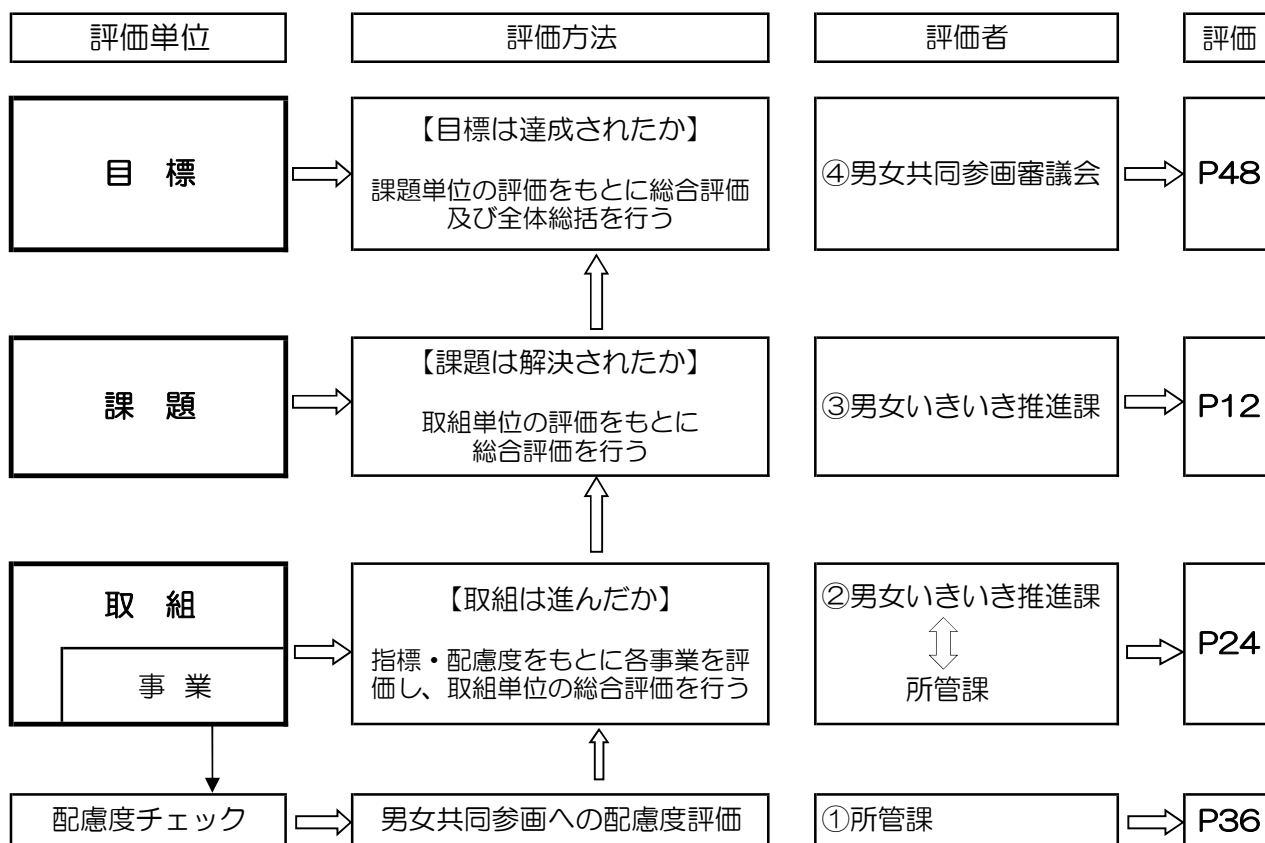 評価単位
評価方法
評価者
評価
目 標
【目標は達成されたか】
課題単位の評価をもとに総合評価
及び全体総括を行う
④男女共同参画審議会
P48
課 題
【課題は解決されたか】
取組単位の評価をもとに
総合評価を行う
③男女いきいき推進課
P12
取 組
事 業
【取組は進んだか】
指標・配慮度をもとに各事業を評
価し、取組単位の総合評価を行う
②男女いきいき推進課
所管課
P24
配慮度チェック
男女共同参画への配慮度評価
①所管課
P36